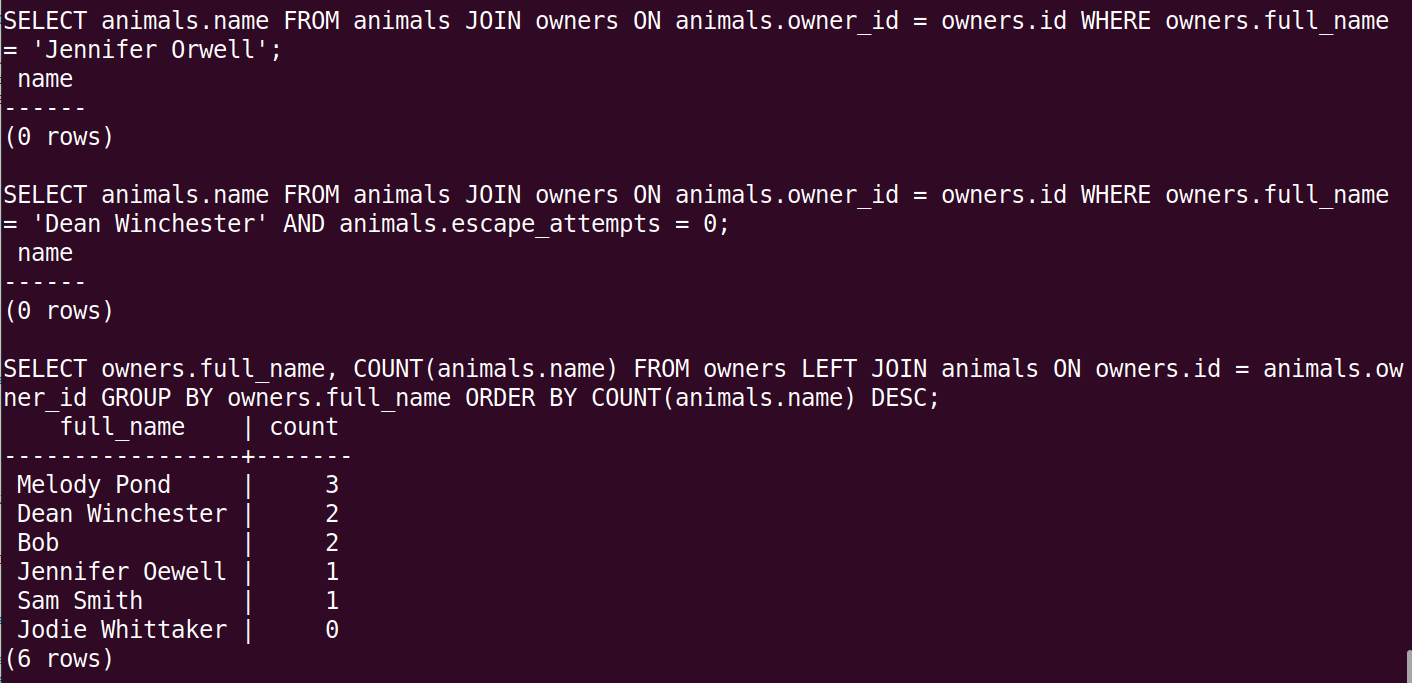 SELECT animals.name FROM animals JOIN owners ON animals.owner_id = owners.id WHERE owners.full_name
= 'Jennifer Orwell';
 name
------
(0 rows)

SELECT animals.name FROM animals JOIN owners ON animals.owner_id = owners.id WHERE owners.full_name
= 'Dean Winchester' AND animals.escape_attempts = 0;
 name
------
(0 rows)

SELECT owners.full_name, COUNT(animals.name) FROM owners LEFT JOIN animals ON owners.id = animals.ow
ner_id GROUP BY owners.full_name ORDER BY COUNT(animals.name) DESC;
    full_name    | count
-----------------+-------
 Melody Pond     |     3
 Dean Winchester |     2
 Bob             |     2
 Jennifer Oewell |     1
 Sam Smith       |     1
 Jodie Whittaker |     0
(6 rows)